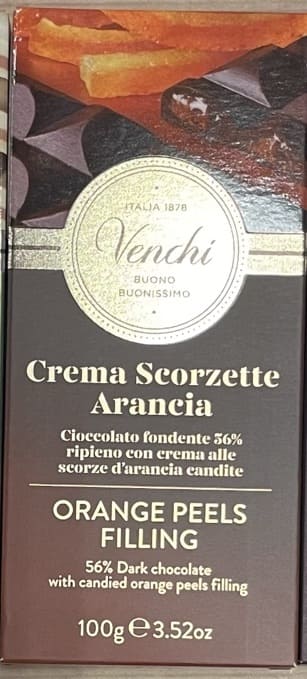 ITALIA 1878
Venchi
BUONO
BUONISSIMO
Crema Scorzette
Arancia
Cioccolato fondente 56%
ripieno con crema alle
scorze d'arancia candite
ORANGE PEELS
FILLING
56% Dark chocolate
with candied orange peels filling
100g ℮ 3.52oz